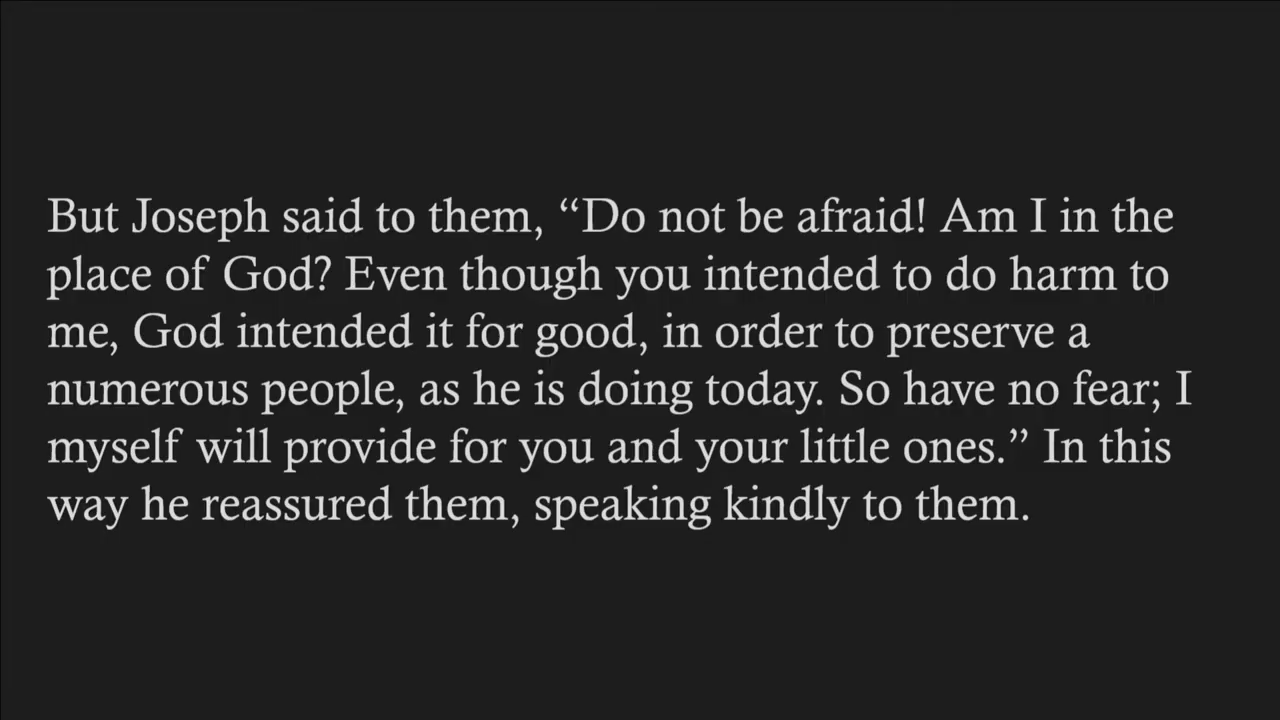 But Joseph said to them, “Do not be afraid! Am I in the
place of God? Even though you intended to do harm to
me, God intended it for good, in order to preserve a
numerous people, as he is doing today. So have no fear; I
myself will provide for you and your little ones.” In this
way he reassured them, speaking kindly to them.